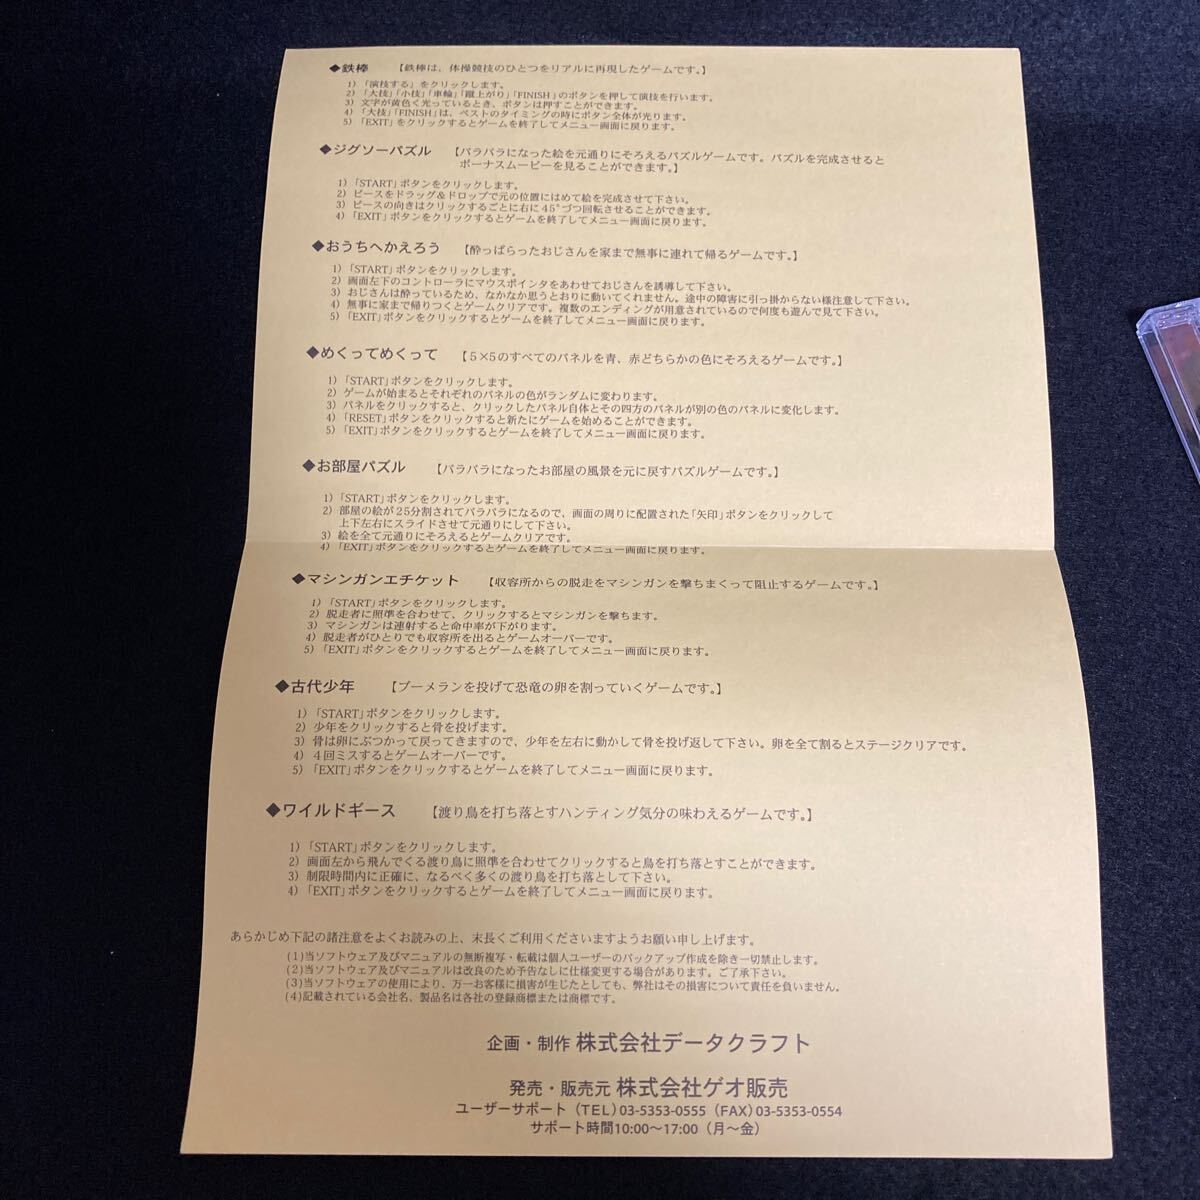 ◆鉄棒　【鉄棒は、体操競技のひとつをリアルに再現したゲームです。】
1）「演技する」をクリックします。
2）「大技」「小技」「車輪」「蹴上がり」「FINISH」のボタンを押して演技を行います。
3）文字が黄色く光っているとき、ボタンは押すことができます。
4）「大技」「FINISH」は、ベストのタイミングの時にボタン全体が光ります。
5）「EXIT」をクリックするとゲームを終了してメニュー画面に戻ります。
◆ジグソーパズル　【バラバラになった絵を元通りにそろえるパズルゲームです。パズルを完成させると
ボーナスムービーを見ることができます。】
1）「START」ボタンをクリックします。
2）ピースをドラッグ＆ドロップで元の位置にはめて絵を完成させて下さい。
3）ピースの向きはクリックするごとに右に45°づつ回転させることができます。
4）「EXIT」ボタンをクリックするとゲームを終了してメニュー画面に戻ります。
◆おうちへかえろう　【酔っぱらったおじさんを家まで無事に連れて帰るゲームです。】
1）「START」ボタンをクリックします。
2）画面左下のコントローラにマウスポインタをあわせておじさんを誘導して下さい。
3）おじさんは酔っているため、なかなか思うとおりに動いてくれません。途中の障害に引っ掛からない様注意して下さい。
4）無事に家まで帰りつくとゲームクリアです。複数のエンディングが用意されているので何度も遊んで見て下さい。
5）「EXIT」ボタンをクリックするとゲームを終了してメニュー画面に戻ります。
◆めくってめくって　【5×5のすべてのパネルを青、赤どちらかの色にそろえるゲームです。】
1）「START」ボタンをクリックします。
2）ゲームが始まるとそれぞれのパネルの色がランダムに変わります。
3）パネルをクリックすると、クリックしたパネル自体とその四方のパネルが別の色のパネルに変化します。
4）「RESET」ボタンをクリックすると新たにゲームを始めることができます。
5）「EXIT」ボタンをクリックするとゲームを終了してメニュー画面に戻ります。
◆お部屋パズル　【バラバラになったお部屋の風景を元に戻すパズルゲームです。】
1）「START」ボタンをクリックします。
2）部屋の絵が25分割されてバラバラになるので、画面の周りに配置された「矢印」ボタンをクリックして
上下左右にスライドさせて元通りにして下さい。
3）絵を全て元通りにそろえるとゲームクリアです。
4）「EXIT」ボタンをクリックするとゲームを終了してメニュー画面に戻ります。
◆マシンガンエチケット　【収容所からの脱走をマシンガンを撃ちまくって阻止するゲームです。】
1）「START」ボタンをクリックします。
2）脱走者に照準を合わせて、クリックするとマシンガンを撃ちます。
3）マシンガンは連射すると命中率が下がります。
4）脱走者がひとりでも収容所を出るとゲームオーバーです。
5）「EXIT」ボタンをクリックするとゲームを終了してメニュー画面に戻ります。
◆古代少年　【ブーメランを投げて恐竜の卵を割っていくゲームです。】
1）「START」ボタンをクリックします。
2）少年をクリックすると骨を投げます。
3）骨は卵にぶつかって戻ってきますので、少年を左右に動かして骨を投げ返して下さい。卵を全て割るとステージクリアです。
4）4回ミスするとゲームオーバーです。
5）「EXIT」ボタンをクリックするとゲームを終了してメニュー画面に戻ります。
◆ワイルドギース　【渡り鳥を打ち落とすハンティング気分の味わえるゲームです。】
1）「START」ボタンをクリックします。
2）画面左から飛んでくる渡り鳥に照準を合わせてクリックすると鳥を打ち落とすことができます。
3）制限時間内に正確に、なるべく多くの渡り鳥を打ち落として下さい。
4）「EXIT」ボタンをクリックするとゲームを終了してメニュー画面に戻ります。
あらかじめ下記の諸注意をよくお読みの上、末長くご利用くださいますようお願い申し上げます。
(1)当ソフトウェア及びマニュアルの無断複写・転載は個人ユーザーのバックアップ作成を除き一切禁止します。
(2)当ソフトウェア及びマニュアルは改良のため予告なしに仕様変更する場合があります。ご了承下さい。
(3)当ソフトウェアの使用により、万一お客様に損害が生じたとしても、弊社はその損害について責任を負いません。
(4)記載されている会社名、製品名は各社の登録商標または商標です。
企画・制作 株式会社データクラフト
発売・販売元 株式会社ゲオ販売
ユーザーサポート（TEL）03-5353-0555（FAX）03-5353-0554
サポート時間10:00～17:00（月～金）